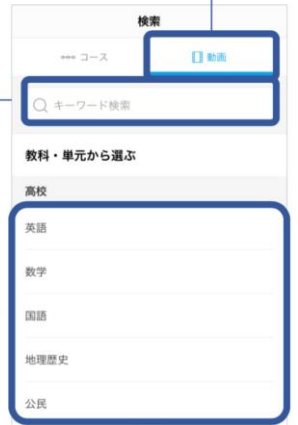 検索
コース
動画
キーワード検索
教科・単元から選ぶ
高校
英語
数学
国語
地理歴史
公民